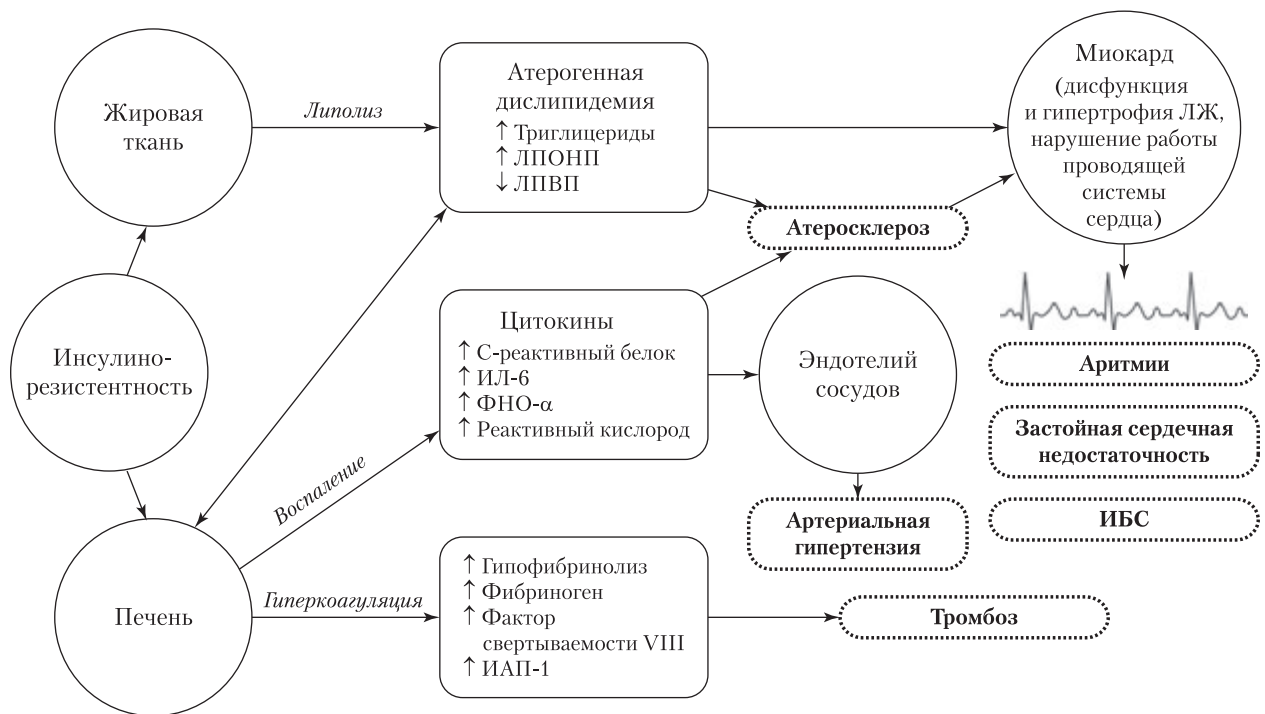 Жировая
ткань
Липолиз
Атерогенная
дислипидемия
↑ Триглицериды
↑ ЛПОНП
↓ ЛПВП
Миокард
(дисфункция
и гипертрофия ЛЖ,
нарушение работы
проводящей
системы
сердца)
Атеросклероз
Инсулино-
резистентность
Цитокины
↑ С-реактивный белок
↑ ИЛ-6
↑ ФНО-α
↑ Реактивный кислород
Эндотелий
сосудов
Аритмии
Застойная сердечная
недостаточность
ИБС
Воспаление
Артериальная
гипертензия
Печень
Гиперкоагуляция
↑ Гипофибринолиз
↑ Фибриноген
↑ Фактор
свертываемости VIII
↑ ИАП-1
Тромбоз